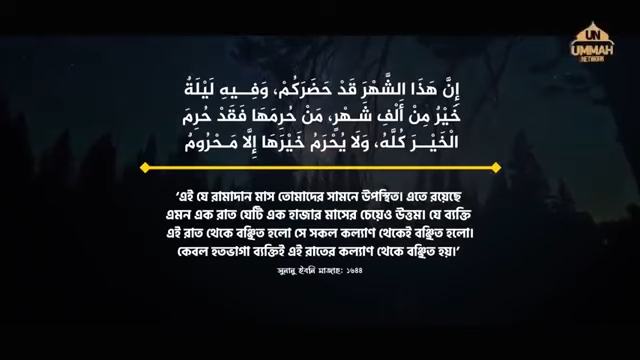 UN
UMMAH
NETWORK
إِنَّ هَذَا الشَّهْرَ قَدْ حَضَرَكُمْ، وَفِيهِ لَيْلَةٌ
خَيْرٌ مِنْ أَلْفِ شَهْرٍ، مَنْ حُرِمَهَا فَقَدْ حُرِمَ
الْخَيْرَ كُلَّهُ، وَلَا يُحْرَمُ خَيْرَهَا إِلَّا مَحْرُومٌ
‘এই যে রামাদান মাস তোমাদের সামনে উপস্থিত। এতে রয়েছে
এমন এক রাত যেটি এক হাজার মাসের চেয়েও উত্তম। যে ব্যক্তি
এই রাত থেকে বঞ্ছিত হলো সে সকল কল্যাণ থেকেই বঞ্ছিত হলো।
কেবল হতভাগা ব্যক্তিই এই রাতের কল্যাণ থেকে বঞ্ছিত হয়।’
সুনানু ইবনি মাজাহ: ১৬৪৪